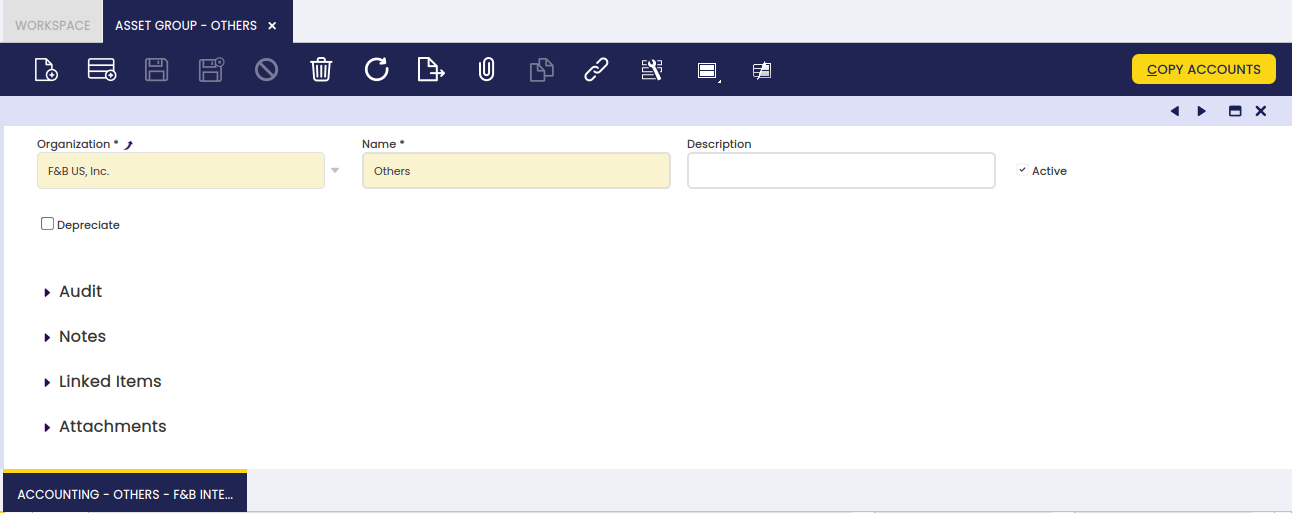 WORKSPACE
ASSET GROUP - OTHERS
COPY ACCOUNTS
Organization *
Name *
Description
F&B US, Inc.
Others
Active
Depreciate
Audit
Notes
Linked Items
Attachments
ACCOUNTING - OTHERS - F&B INTE...